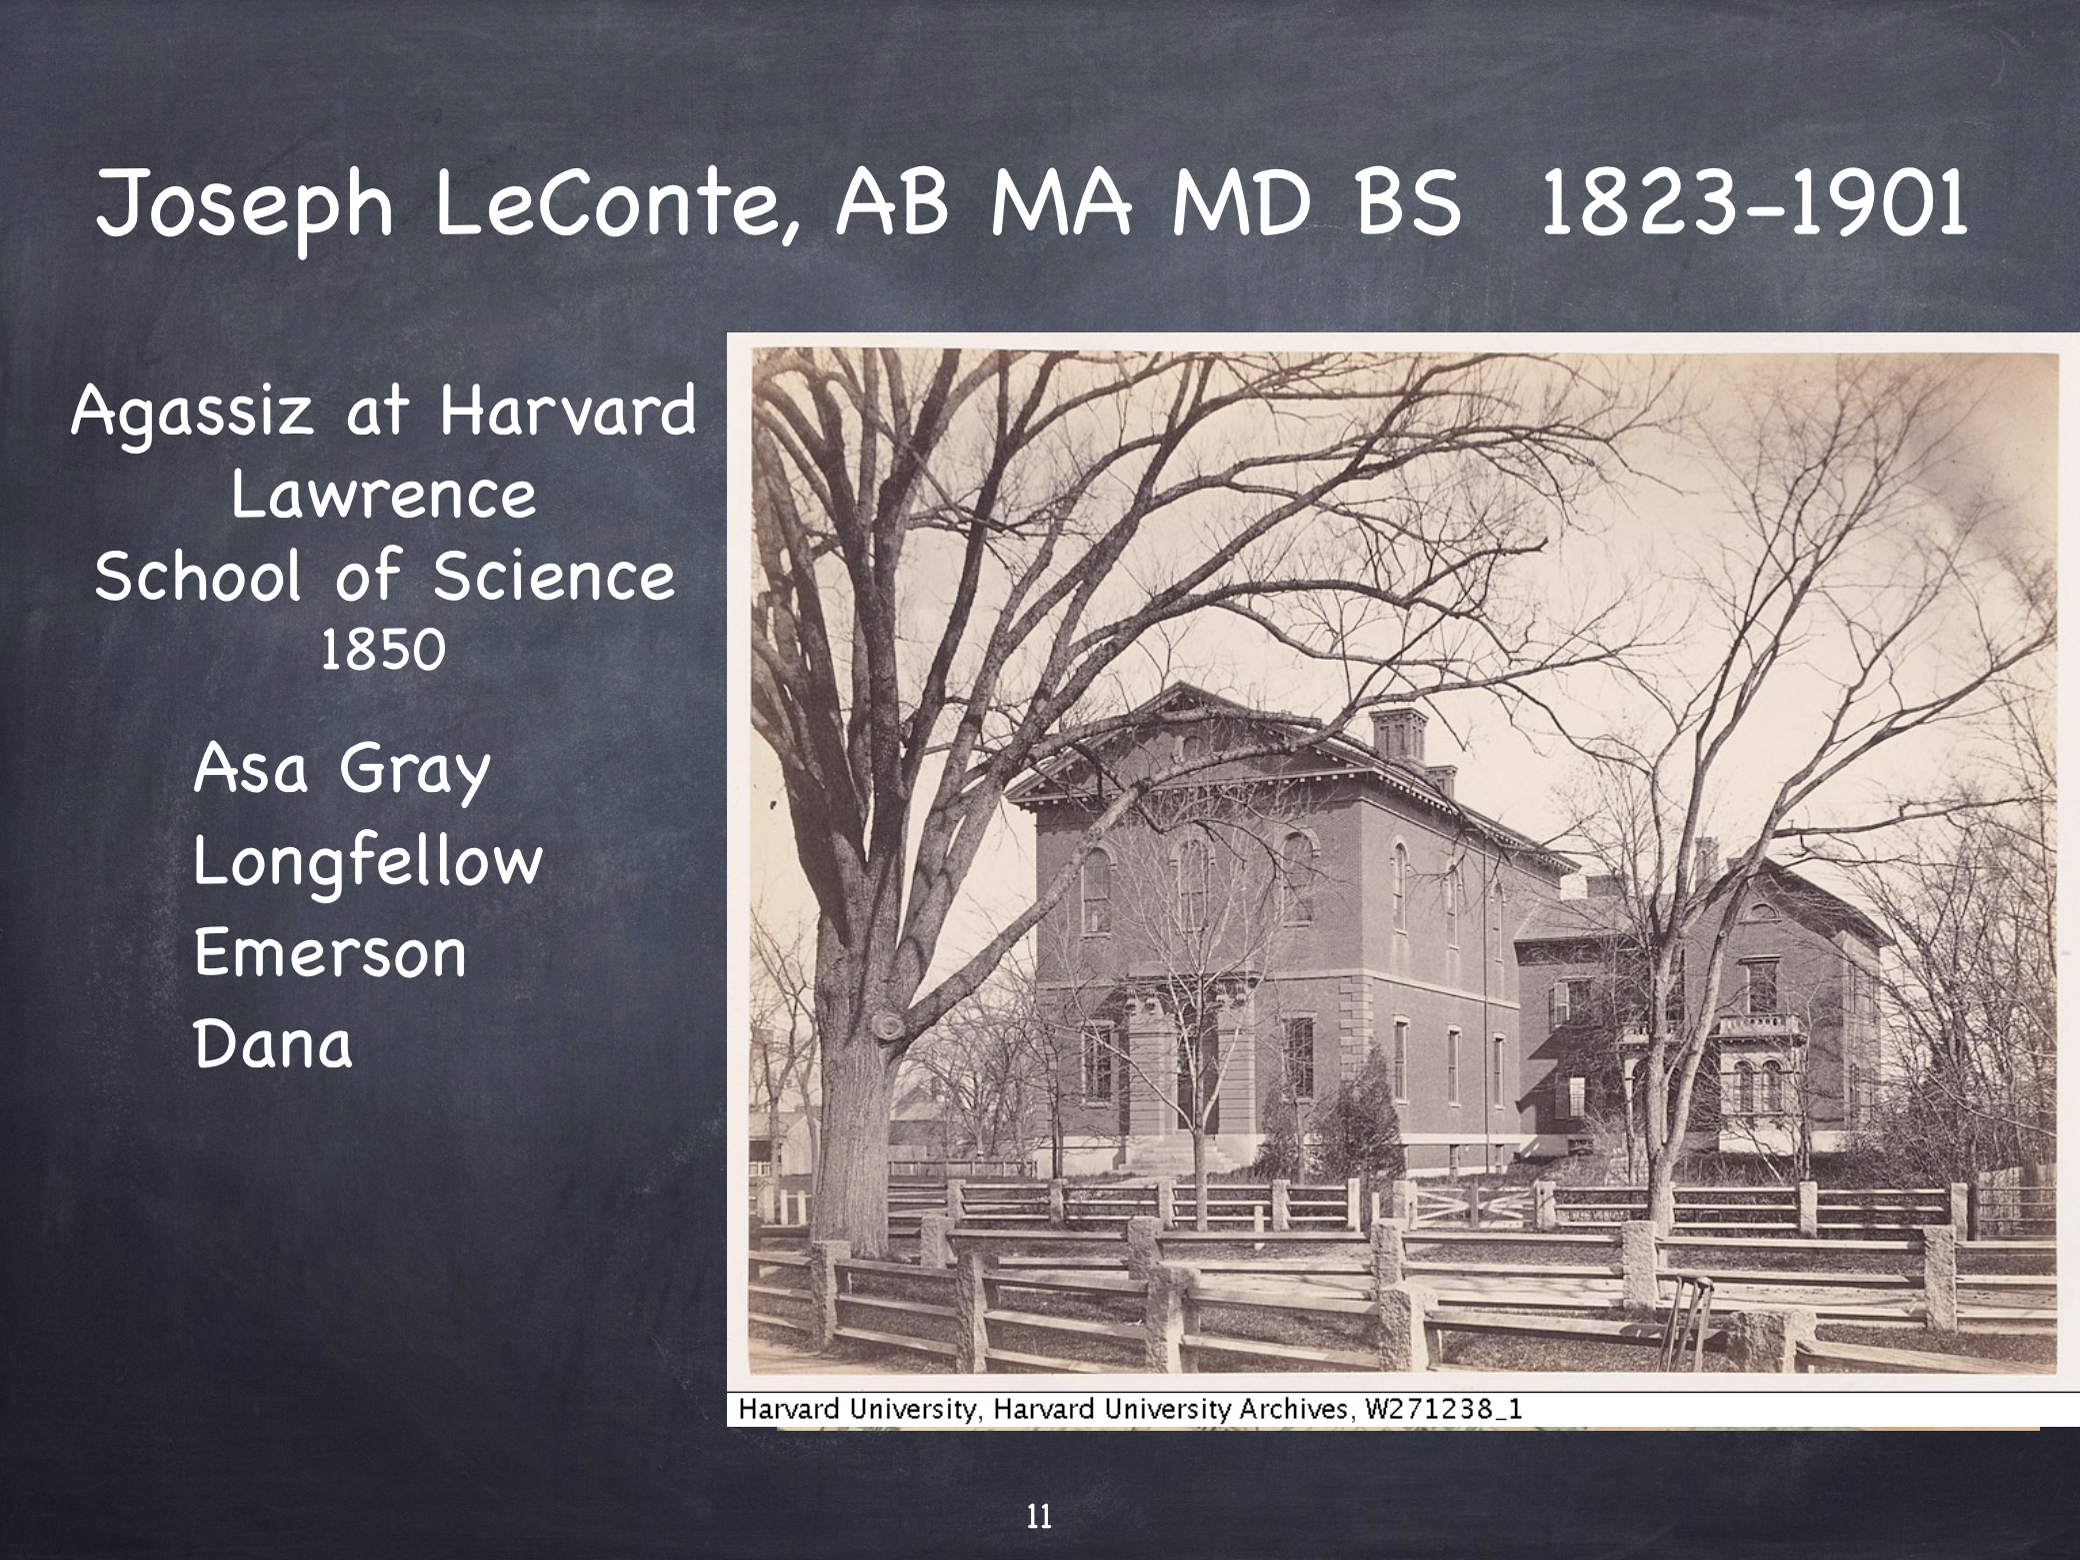 Joseph LeConte, AB MA MD BS 1823-1901
Agassiz at Harvard
Lawrence
School of Science
1850
Asa Gray
Longfellow
Emerson
Dana
Harvard University, Harvard University Archives, W271238_1
11